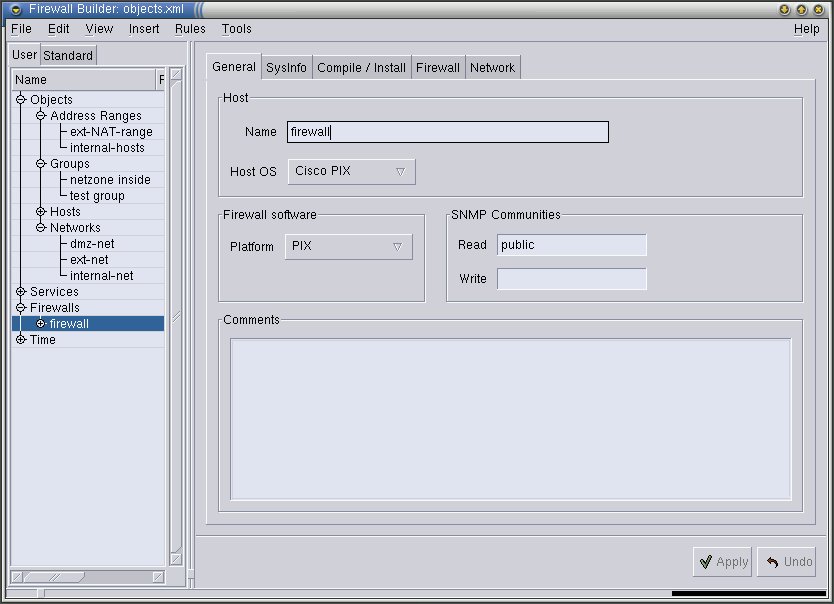 Firewall Builder: objects.xml
File Edit View Insert Rules Tools Help
User Standard
General SysInfo Compile / Install Firewall Network
Name F
Objects
Address Ranges
ext-NAT-range
internal-hosts
Groups
netzone inside
test group
Hosts
Networks
dmz-net
ext-net
internal-net
Services
Firewalls
firewall
Time
Host
Name firewall
Host OS Cisco PIX
Firewall software
Platform PIX
SNMP Communities
Read public
Write
Comments
Apply Undo